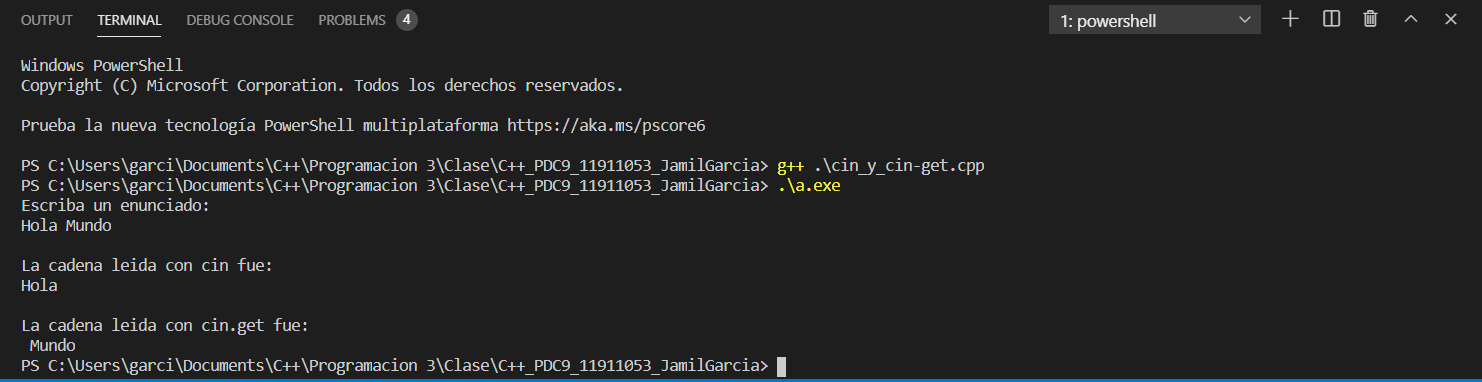 OUTPUT TERMINAL DEBUG CONSOLE PROBLEMS 4 1: powershell
Windows PowerShell
Copyright (C) Microsoft Corporation. Todos los derechos reservados.
Prueba la nueva tecnología PowerShell multiplataforma https://aka.ms/pscore6
PS C:\Users\garci\Documents\C++\Programacion 3\Clase\C++_PDC9_11911053_JamilGarcia> g++ .\cin_y_cin-get.cpp
PS C:\Users\garci\Documents\C++\Programacion 3\Clase\C++_PDC9_11911053_JamilGarcia> .\a.exe
Escriba un enunciado:
Hola Mundo
La cadena leida con cin fue:
Hola
La cadena leida con cin.get fue:
 Mundo
PS C:\Users\garci\Documents\C++\Programacion 3\Clase\C++_PDC9_11911053_JamilGarcia>